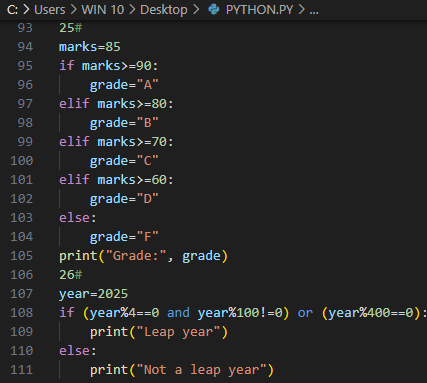 C: > Users > WIN 10 > Desktop > PYTHON.PY > ...
93 25#
94 marks=85
95 if marks>=90:
96     grade="A"
97 elif marks>=80:
98     grade="B"
99 elif marks>=70:
100     grade="C"
101 elif marks>=60:
102     grade="D"
103 else:
104     grade="F"
105 print("Grade:", grade)
106 26#
107 year=2025
108 if (year%4==0 and year%100!=0) or (year%400==0):
109     print("Leap year")
110 else:
111     print("Not a leap year")